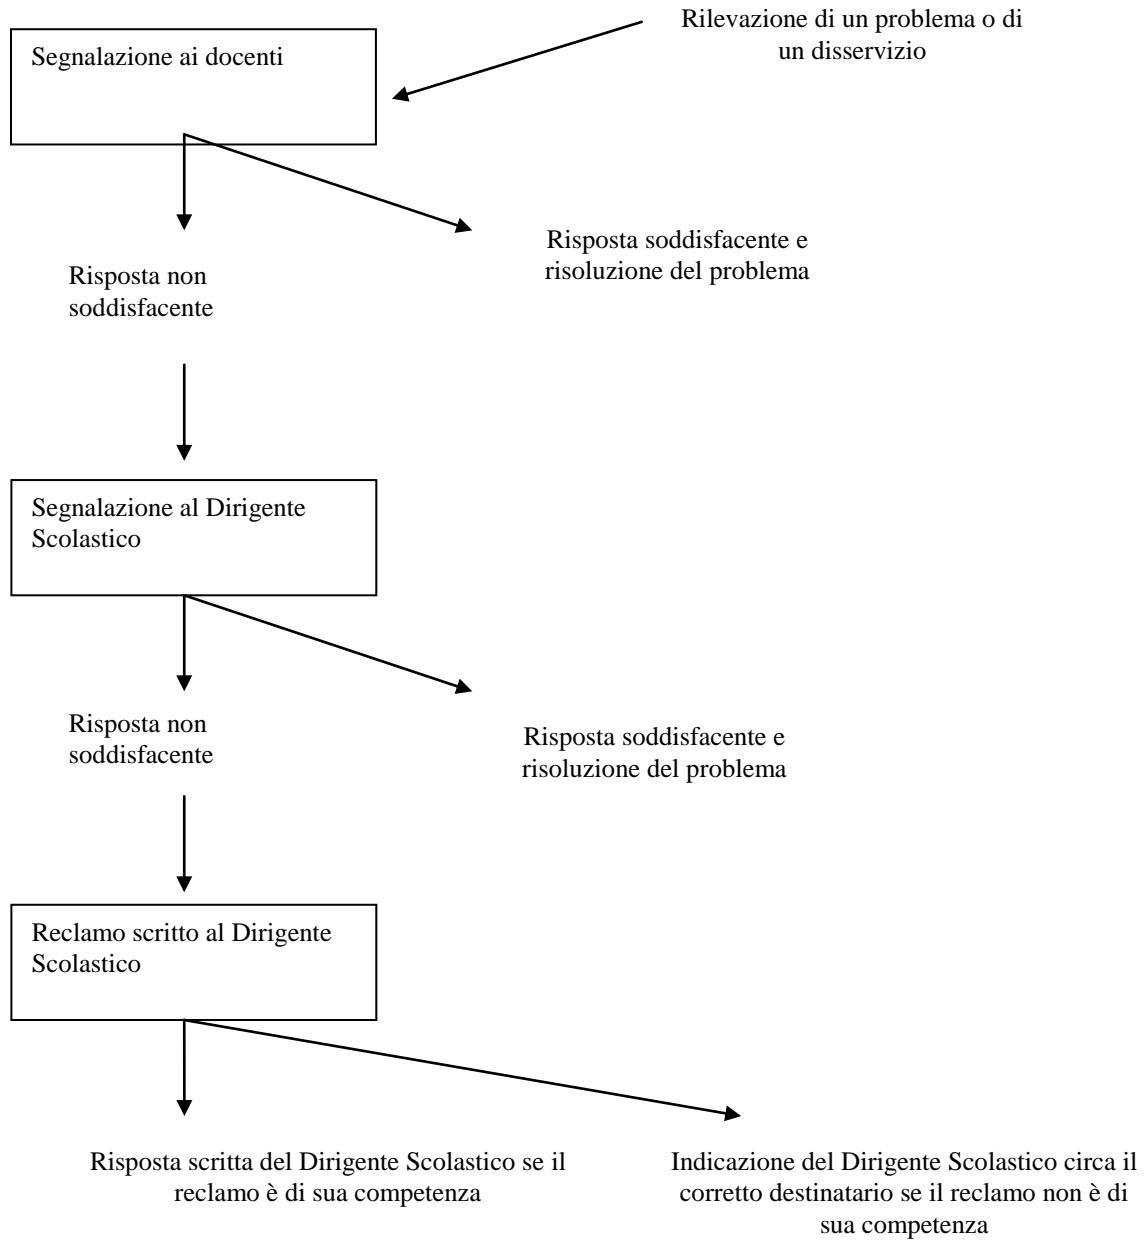 Rilevazione di un problema o di
un disservizio
Segnalazione ai docenti
Risposta soddisfacente e
risoluzione del problema
Risposta non
soddisfacente
Segnalazione al Dirigente
Scolastico
Risposta non
soddisfacente
Risposta soddisfacente e
risoluzione del problema
Reclamo scritto al Dirigente
Scolastico
Risposta scritta del Dirigente Scolastico se il
reclamo è di sua competenza
Indicazione del Dirigente Scolastico circa il
corretto destinatario se il reclamo non è di
sua competenza